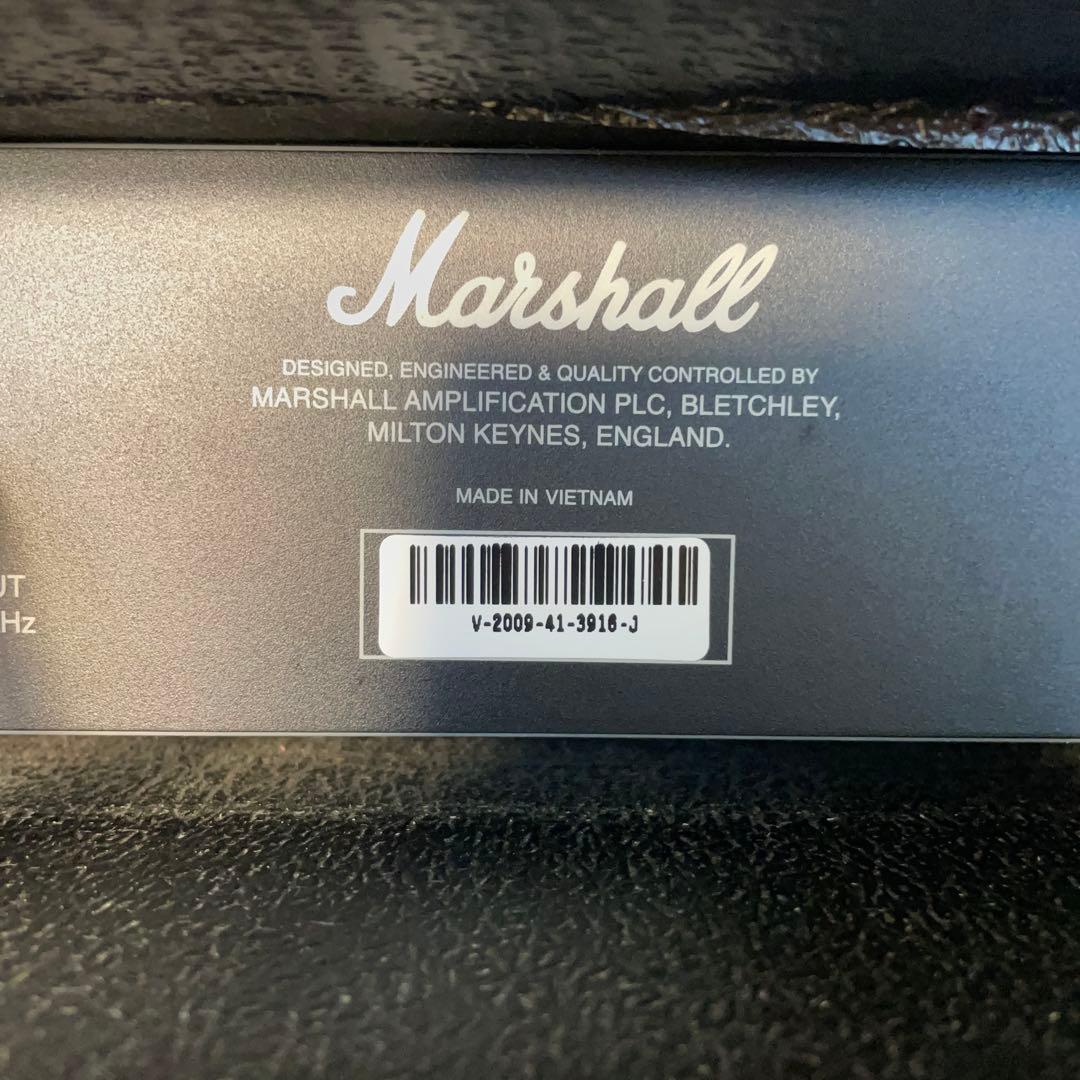 Marshall
DESIGNED, ENGINEERED & QUALITY CONTROLLED BY
MARSHALL AMPLIFICATION PLC, BLETCHLEY,
MILTON KEYNES, ENGLAND.
MADE IN VIETNAM
UT
Hz
V-2009-41-3916-J